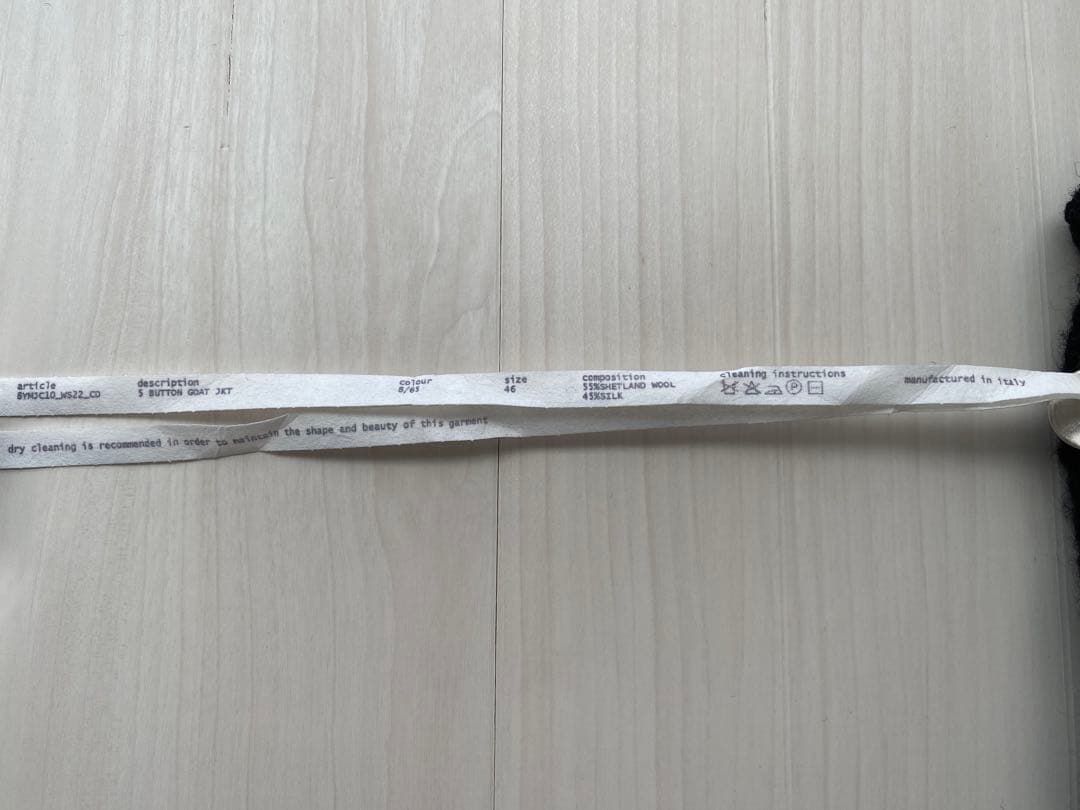 article
description
colour
size
composition
cleaning instructions
manufactured in italy
5 BUTTON GOAT JKT
8/65
46
55%SHETLAND WOOL
45%SILK
dry cleaning is recommended in order to maintain the shape and beauty of this garment